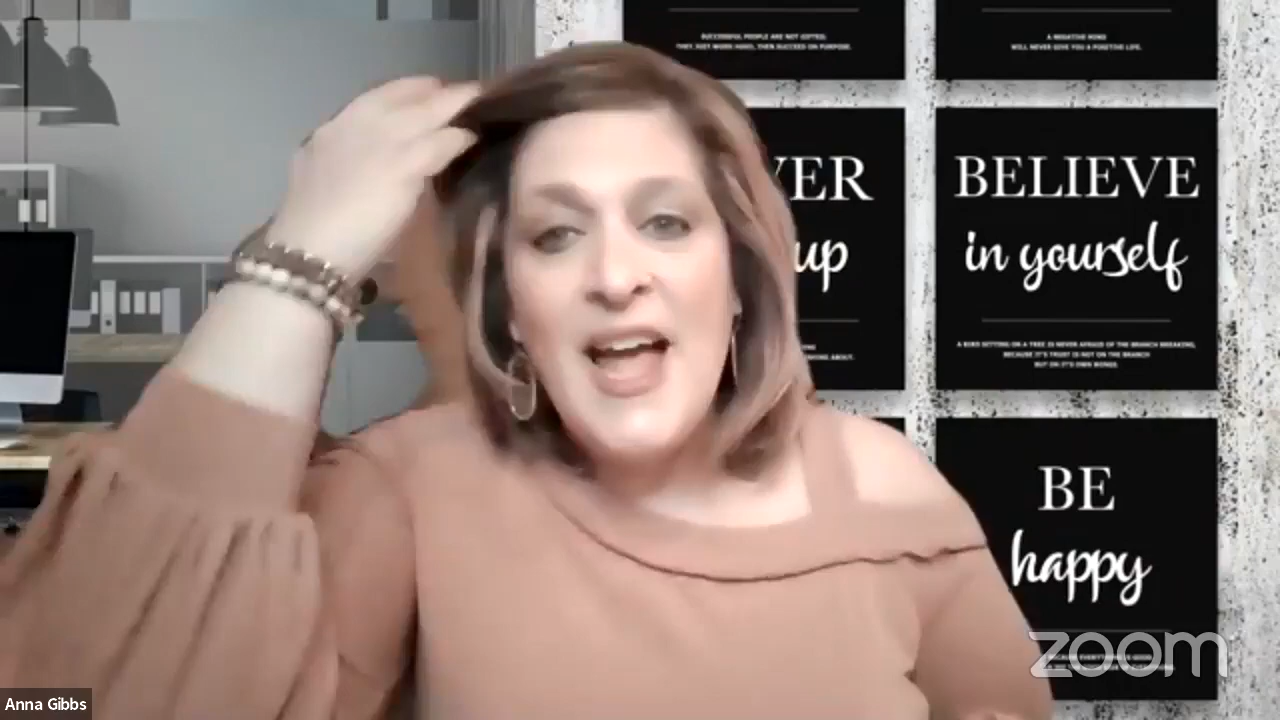 SUCCESSFUL PEOPLE ARE NOT GIFTED;
THEY JUST WORK HARD, THEN SUCCEED ON PURPOSE.
A NEGATIVE MIND
WILL NEVER GIVE YOU A POSITIVE LIFE.
VER
up
BELIEVE
in yourself
A BIRD SITTING ON A TREE IS NEVER AFRAID OF THE BRANCH BREAKING,
BECAUSE IT'S TRUST IS NOT ON THE BRANCH
BUT ON IT'S OWN WINGS.
ABOUT.
BE
happy
zoom
Anna Gibbs